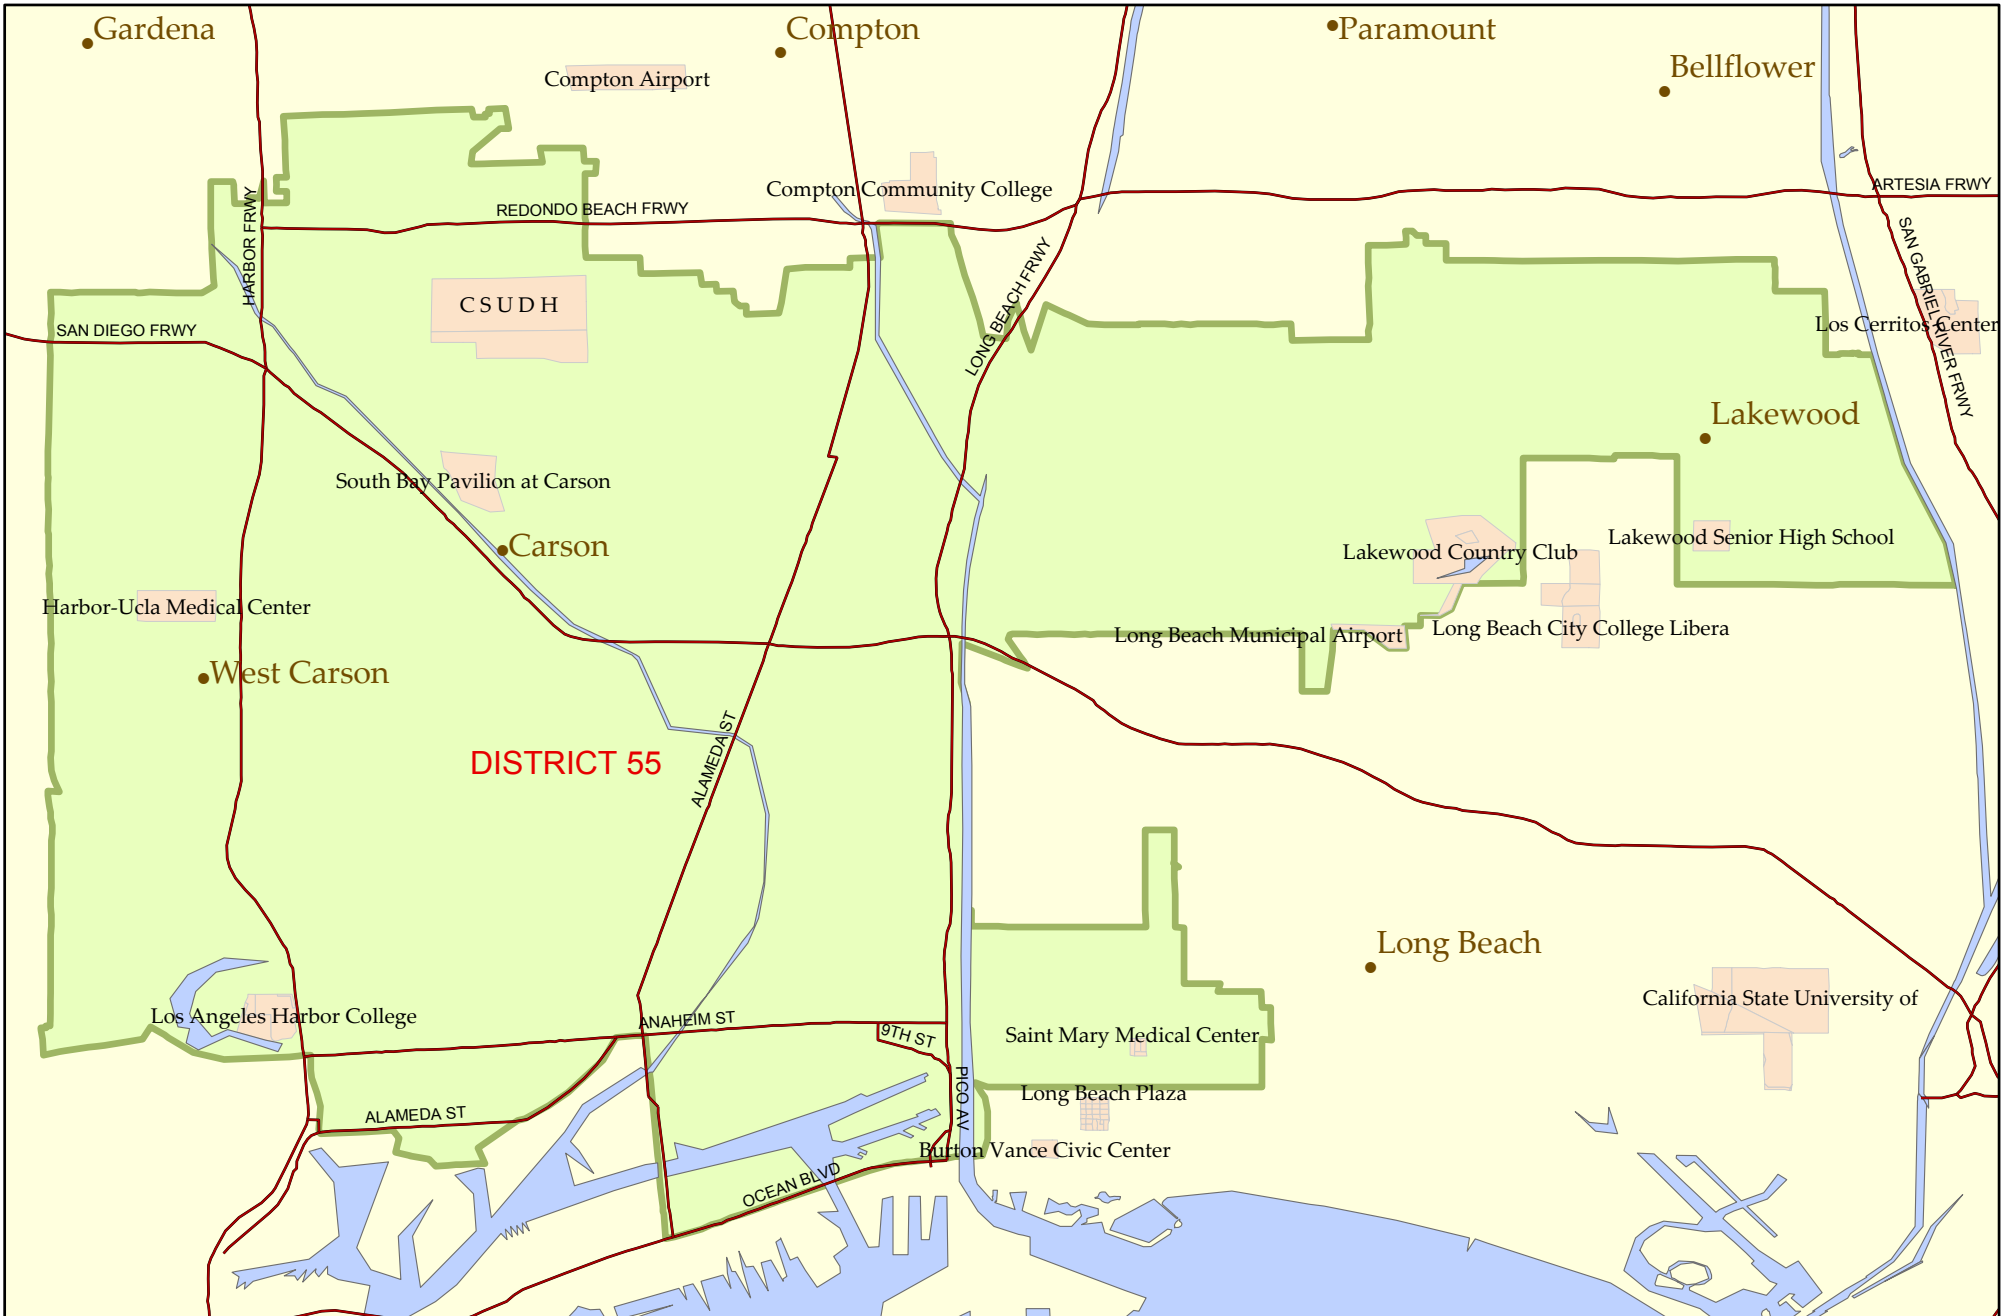 Gardena
Compton
Paramount
Bellflower
Compton Airport
Compton Community College
ARTESIA FRWY
REDONDO BEACH FRWY
HARBOR FRWY
LONG BEACH FRWY
SAN GABRIEL RIVER FRWY
C S U D H
SAN DIEGO FRWY
Los Cerritos Center
Lakewood
South Bay Pavilion at Carson
Carson
Lakewood Country Club
Lakewood Senior High School
Harbor-Ucla Medical Center
Long Beach Municipal Airport
Long Beach City College Libera
West Carson
DISTRICT 55
ALAMEDA ST
Long Beach
California State University of
Los Angeles Harbor College
ANAHEIM ST
9TH ST
Saint Mary Medical Center
PICO AV
Long Beach Plaza
ALAMEDA ST
Burton Vance Civic Center
OCEAN BLVD